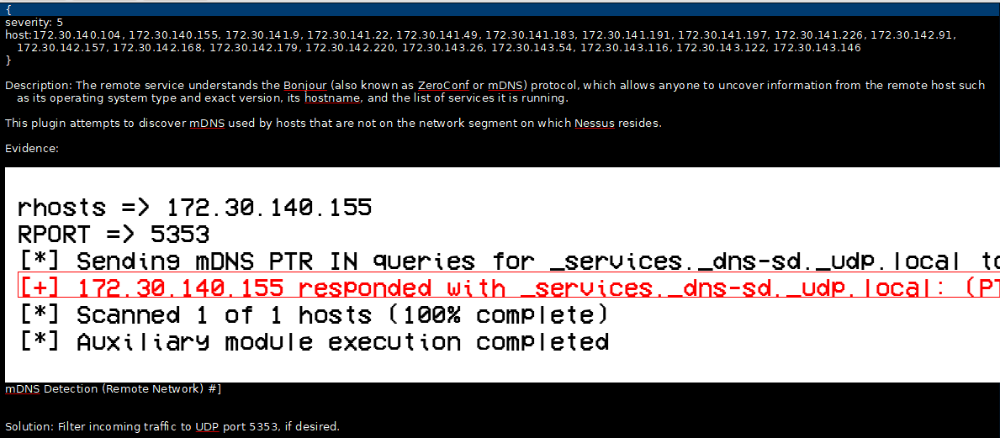 {
severity: 5
host:172.30.140.104, 172.30.140.155, 172.30.141.9, 172.30.141.22, 172.30.141.49, 172.30.141.183, 172.30.141.191, 172.30.141.197, 172.30.141.226, 172.30.142.91,
172.30.142.157, 172.30.142.168, 172.30.142.179, 172.30.142.220, 172.30.143.26, 172.30.143.54, 172.30.143.116, 172.30.143.122, 172.30.143.146
}
Description: The remote service understands the Bonjour (also known as ZeroConf or mDNS) protocol, which allows anyone to uncover information from the remote host such
as its operating system type and exact version, its hostname, and the list of services it is running.
This plugin attempts to discover mDNS used by hosts that are not on the network segment on which Nessus resides.
Evidence:
rhosts => 172.30.140.155
RPORT => 5353
[*] Sending mDNS PTR IN queries for _services._dns-sd._udp.local to
[+] 172.30.140.155 responded with _services._dns-sd._udp.local: (PT
[*] Scanned 1 of 1 hosts (100% complete)
[*] Auxiliary module execution completed
mDNS Detection (Remote Network) #]
Solution: Filter incoming traffic to UDP port 5353, if desired.